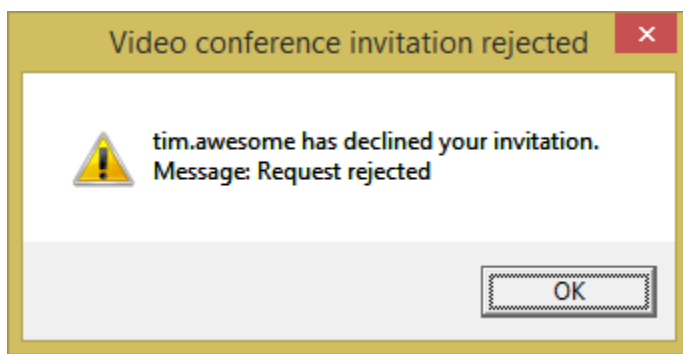 Video conference invitation rejected
tim.awesome has declined your invitation.
Message: Request rejected
OK